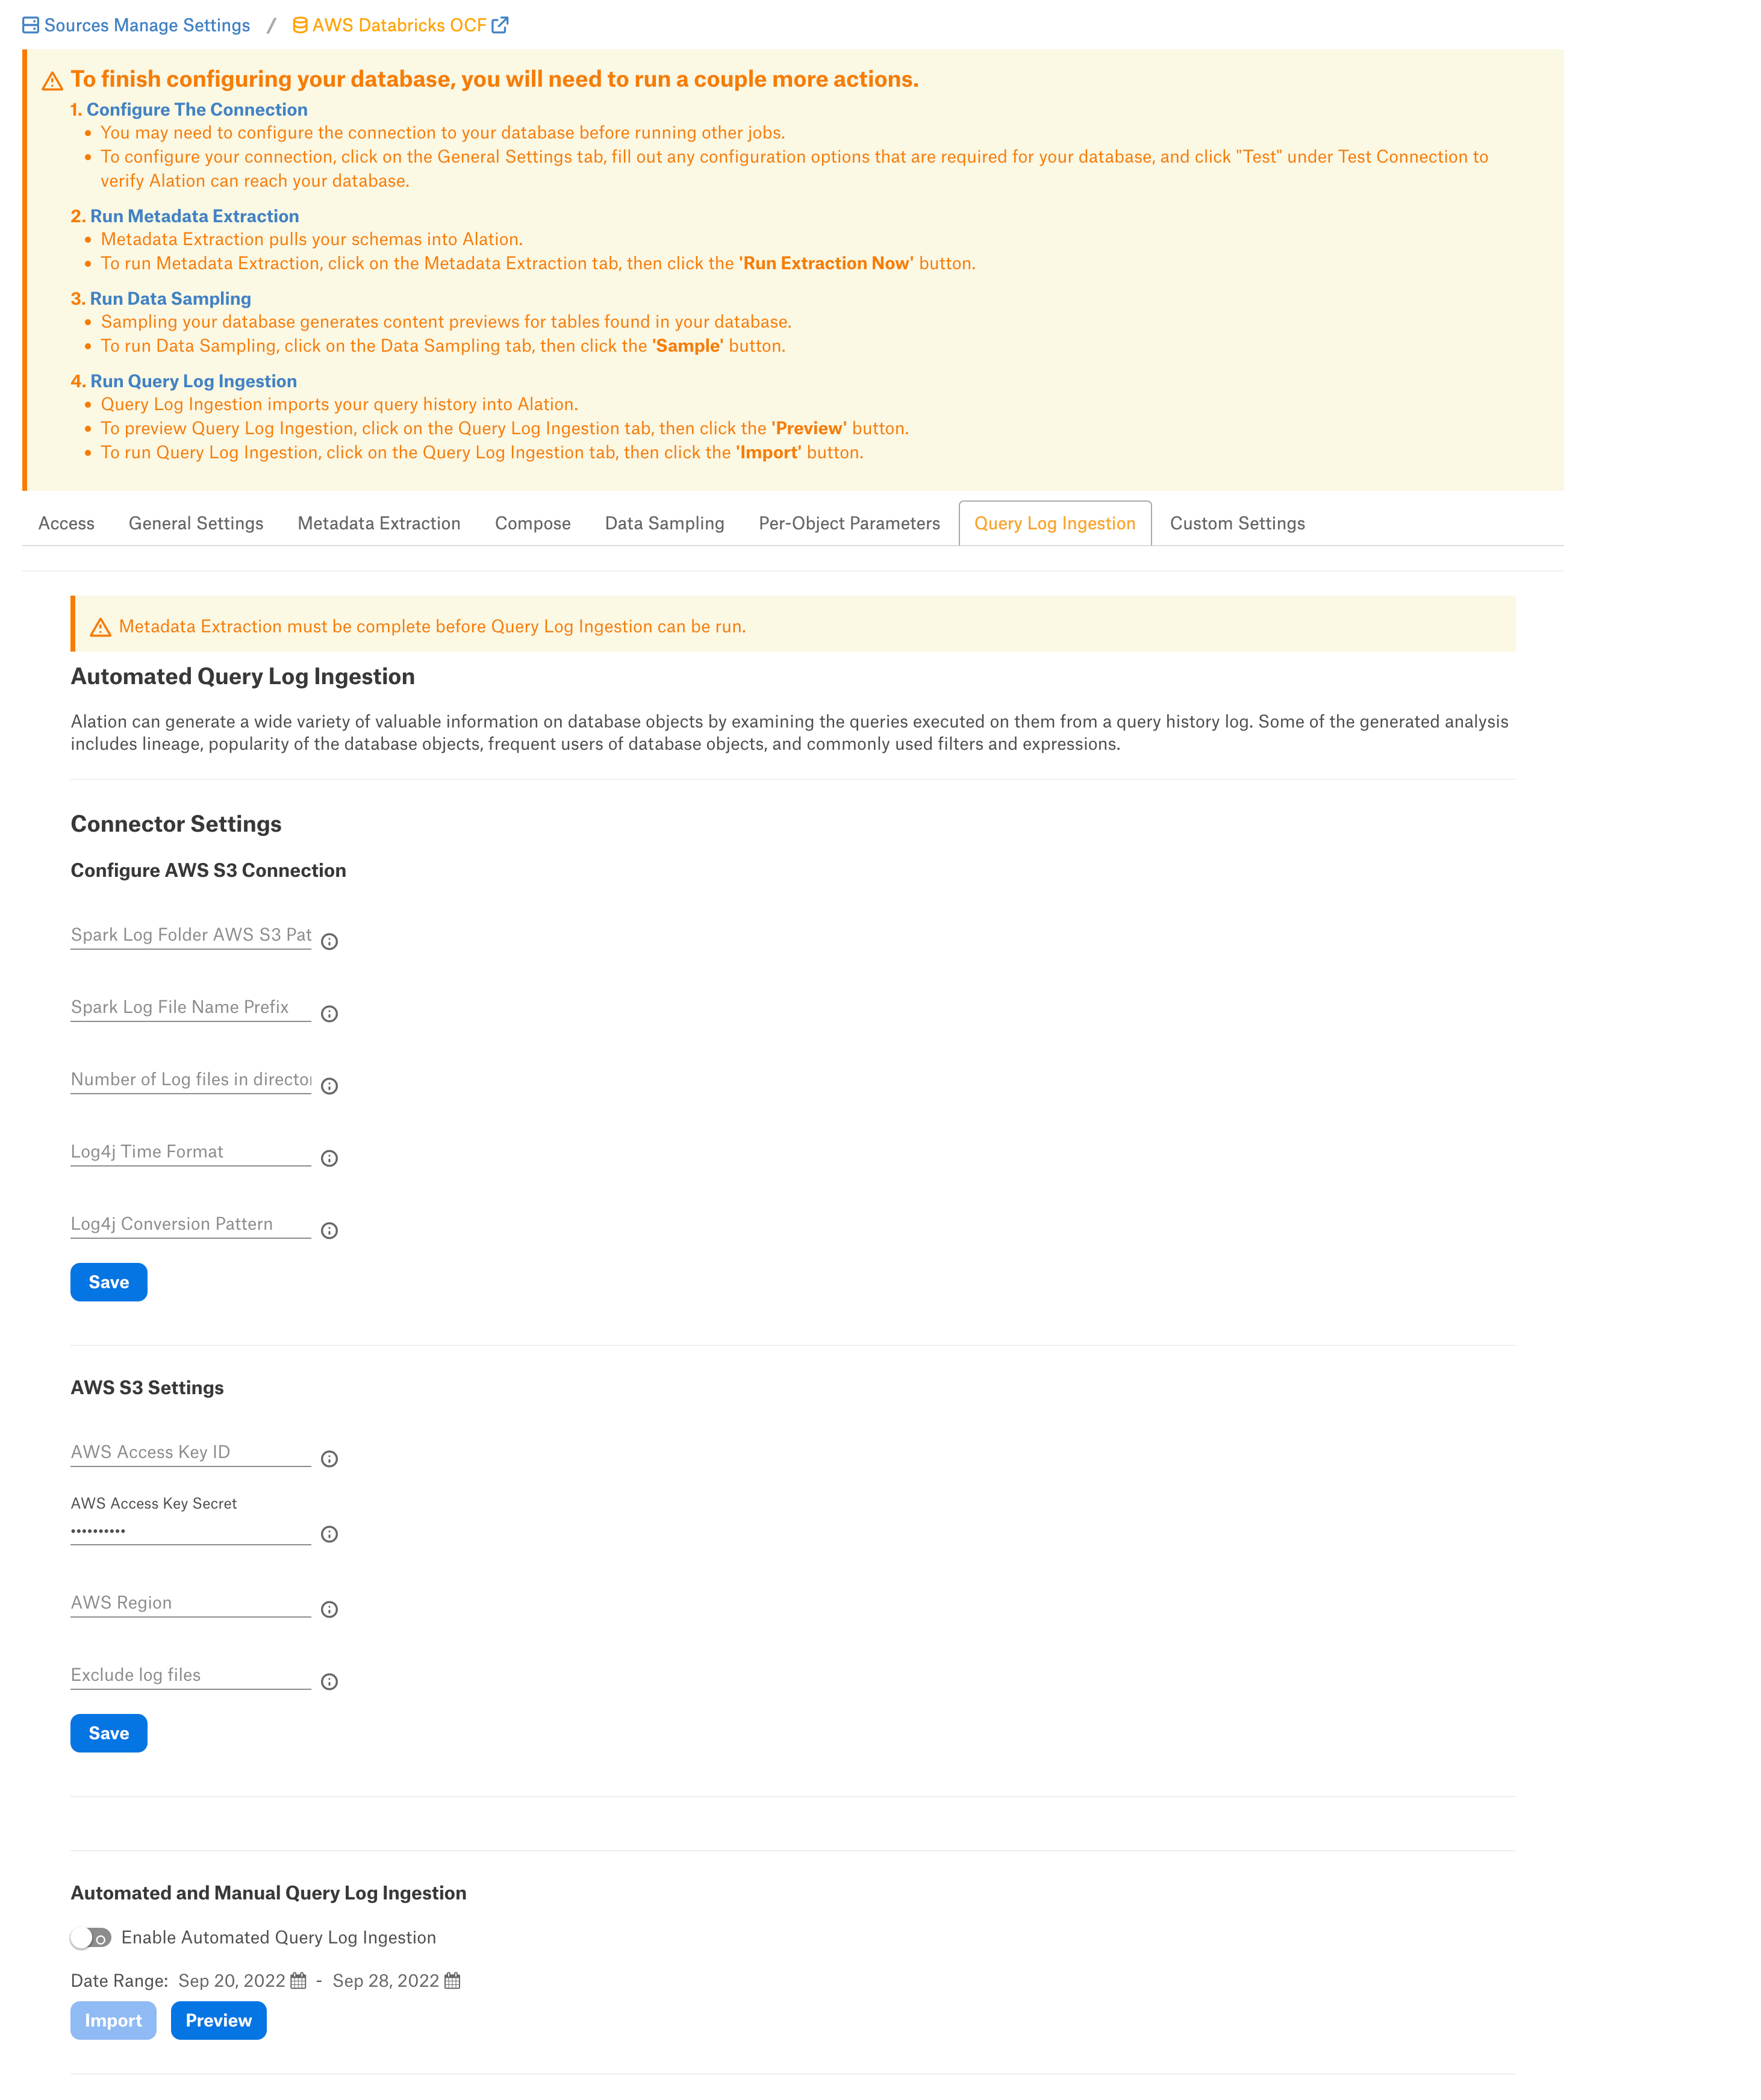 Sources Manage Settings / AWS Databricks OCF
To finish configuring your database, you will need to run a couple more actions.
1. Configure The Connection
• You may need to configure the connection to your database before running other jobs.
• To configure your connection, click on the General Settings tab, fill out any configuration options that are required for your database, and click "Test" under Test Connection to
verify Alation can reach your database.
2. Run Metadata Extraction
• Metadata Extraction pulls your schemas into Alation.
• To run Metadata Extraction, click on the Metadata Extraction tab, then click the 'Run Extraction Now' button.
3. Run Data Sampling
• Sampling your database generates content previews for tables found in your database.
• To run Data Sampling, click on the Data Sampling tab, then click the 'Sample' button.
4. Run Query Log Ingestion
• Query Log Ingestion imports your query history into Alation.
• To preview Query Log Ingestion, click on the Query Log Ingestion tab, then click the 'Preview' button.
• To run Query Log Ingestion, click on the Query Log Ingestion tab, then click the 'Import' button.
Access General Settings Metadata Extraction Compose Data Sampling Per-Object Parameters Query Log Ingestion Custom Settings
Metadata Extraction must be complete before Query Log Ingestion can be run.
Automated Query Log Ingestion
Alation can generate a wide variety of valuable information on database objects by examining the queries executed on them from a query history log. Some of the generated analysis
includes lineage, popularity of the database objects, frequent users of database objects, and commonly used filters and expressions.
Connector Settings
Configure AWS S3 Connection
Spark Log Folder AWS S3 Pat
Spark Log File Name Prefix
Number of Log files in director
Log4j Time Format
Log4j Conversion Pattern
Save
AWS S3 Settings
AWS Access Key ID
AWS Access Key Secret
••••••••••
AWS Region
Exclude log files
Save
Automated and Manual Query Log Ingestion
Enable Automated Query Log Ingestion
Date Range: Sep 20, 2022 - Sep 28, 2022
Import Preview